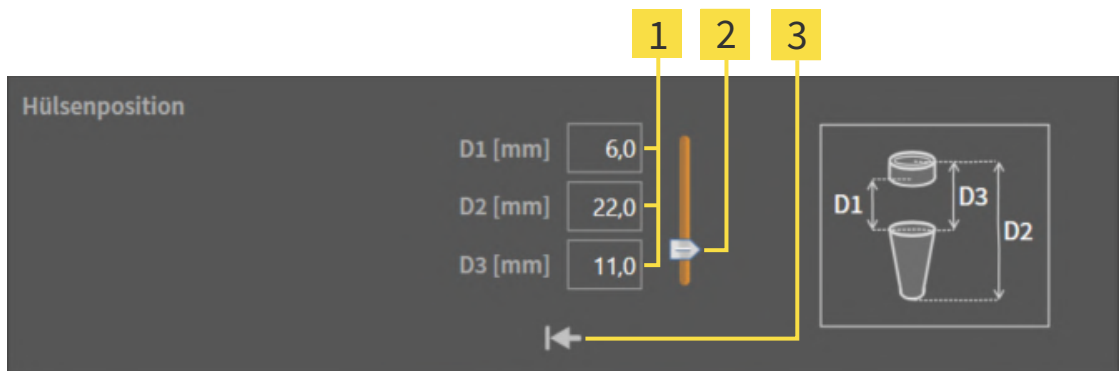 1 2 3
Hülsenposition
D1 [mm] 6,0
D2 [mm] 22,0
D3 [mm] 11,0
D1 D3
D2